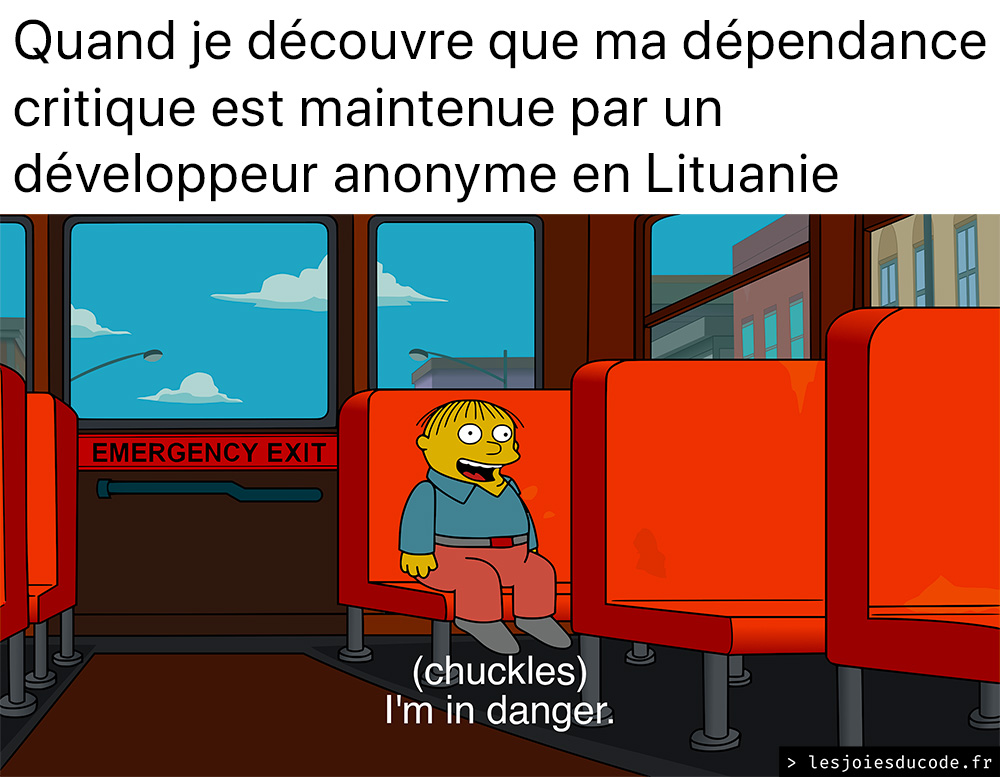 Quand je découvre que ma dépendance
critique est maintenue par un
développeur anonyme en Lituanie
EMERGENCY EXIT
(chuckles)
I'm in danger.
> lesjoiesducode.fr